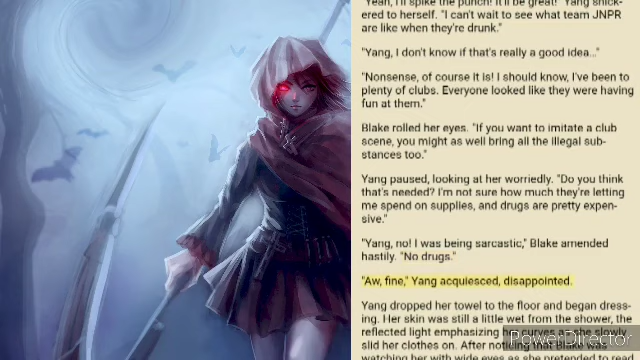 "Yeah, I'll spike the punch! It'll be great!" Yang snick-
ered to herself. "I can't wait to see what team JNPR
are like when they're drunk."
"Yang, I don't know if that's really a good idea..."
"Nonsense, of course it is! I should know, I've been to
plenty of clubs. Everyone looked like they were having
fun at them."
Blake rolled her eyes. "If you want to imitate a club
scene, you might as well bring all the illegal sub-
stances too."
Yang paused, looking at her worriedly. "Do you think
that's needed? I'm not sure how much they're letting
me spend on supplies, and drugs are pretty expen-
sive."
"Yang, no! I was being sarcastic," Blake amended
hastily. "No drugs."
"Aw, fine," Yang acquiesced, disappointed.
Yang dropped her towel to the floor and began dress-
ing. Her skin was still a little wet from the shower, the
reflected light emphasizing her curves as she slowly
slid her clothes on. After noticing that Blake was
watching her with wide eyes as she pretended to read
PowerDirector